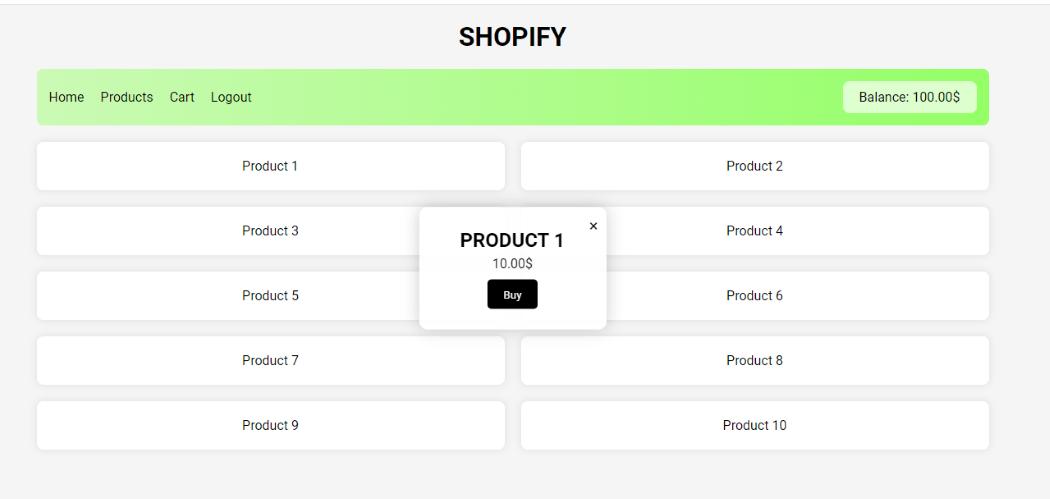 SHOPIFY
Home Products Cart Logout Balance: 100.00$
Product 1 Product 2
Product 3 Product 4
×
PRODUCT 1
10.00$
Buy
Product 5 Product 6
Product 7 Product 8
Product 9 Product 10